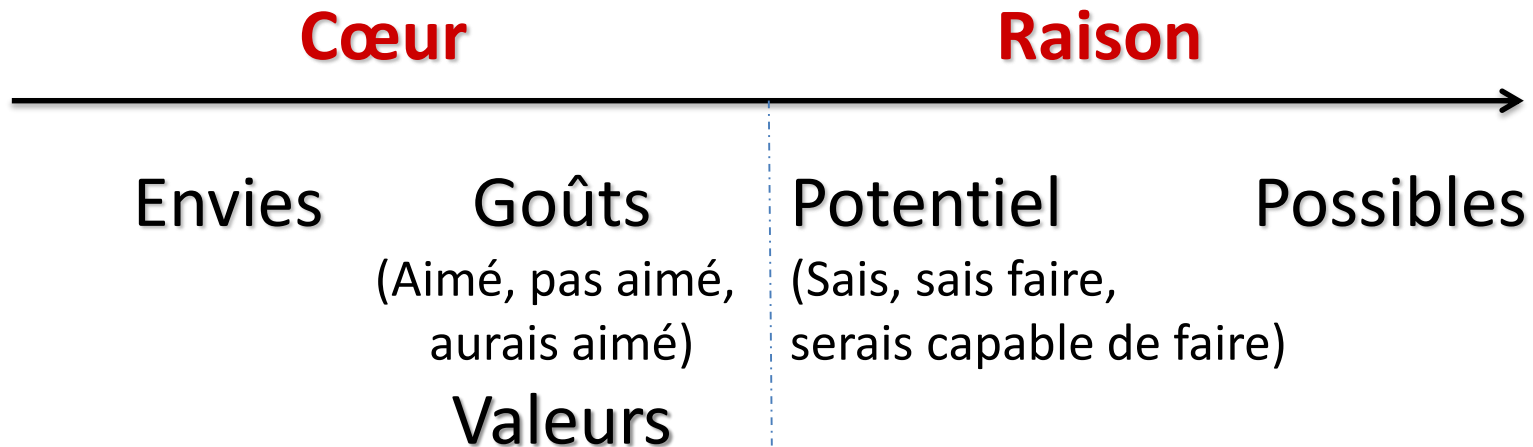 Cœur Raison
Envies Goûts Potentiel Possibles
(Aimé, pas aimé, (Sais, sais faire,
aurais aimé) serais capable de faire)
Valeurs